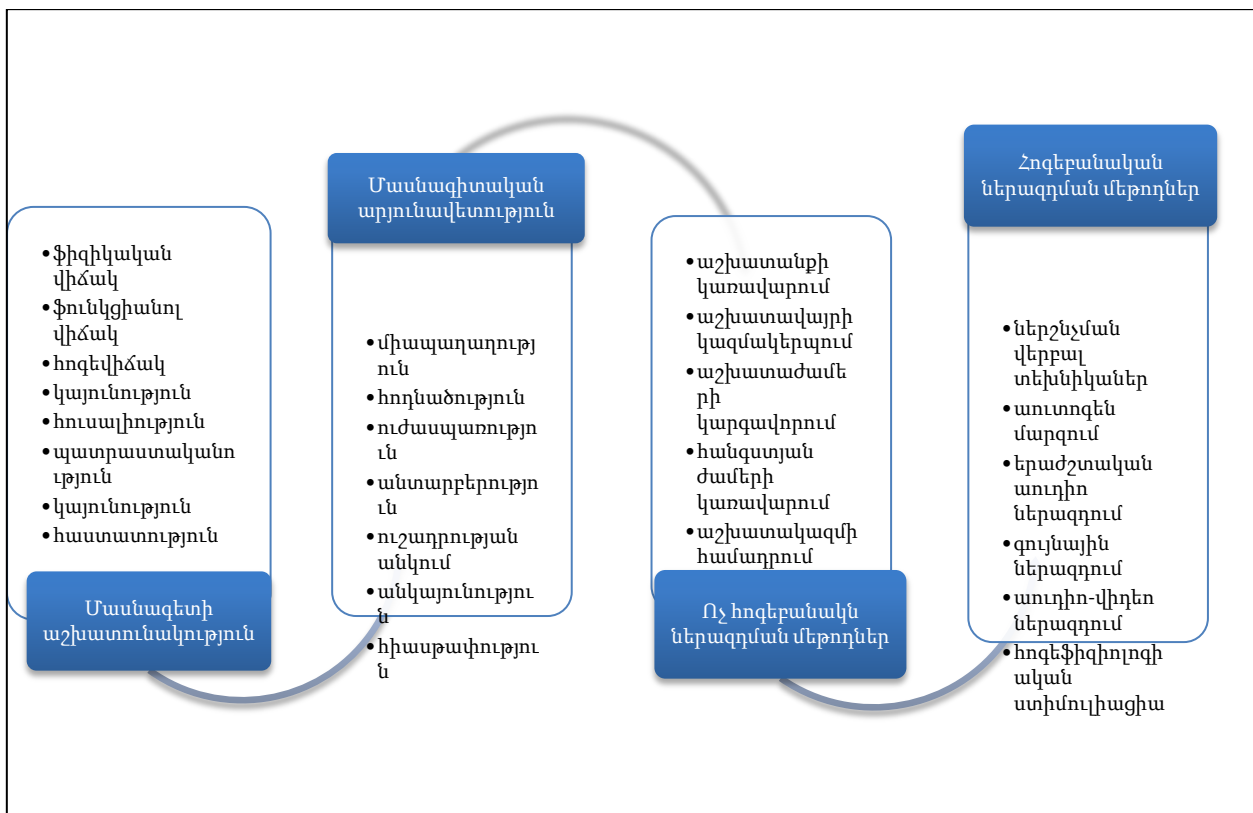 •ֆիզիկական
վիճակ
•ֆունկցիանոլ
վիճակ
•հոգեվիճակ
•կայունություն
•հուսալիություն
•պատրաստականո
ւթյուն
•կայունություն
•հաստատություն
Մասնագետի
աշխատունակություն
Մասնագիտական
արյունավետություն
•միապաղաղությ
ուն
•հոդնածություն
•ուժասպառությո
ւն
•անտարբերությո
ւն
•ուշադրության
անկում
•անկայունությու
ն
•հիասթափությու
ն
•աշխատանքի
կառավարում
•աշխատավայրի
կազմակերպում
•աշխատաժամե
րի
կարգավորում
•հանգստյան
ժամերի
կառավարում
•աշխատակազմի
համադրում
Ոչ հոգեբանակն
ներազդման մեթոդներ
Հոգեբանական
ներազդման մեթոդներ
•ներշնչման
վերբալ
տեխնիկաներ
•աուտոգեն
մարզում
•երաժշտական
աուդիո
ներազդում
•գույնային
ներազդում
•աուդիո-վիդեո
ներազդում
•հոգեֆիզիոլոգի
ական
ստիմուլիացիա